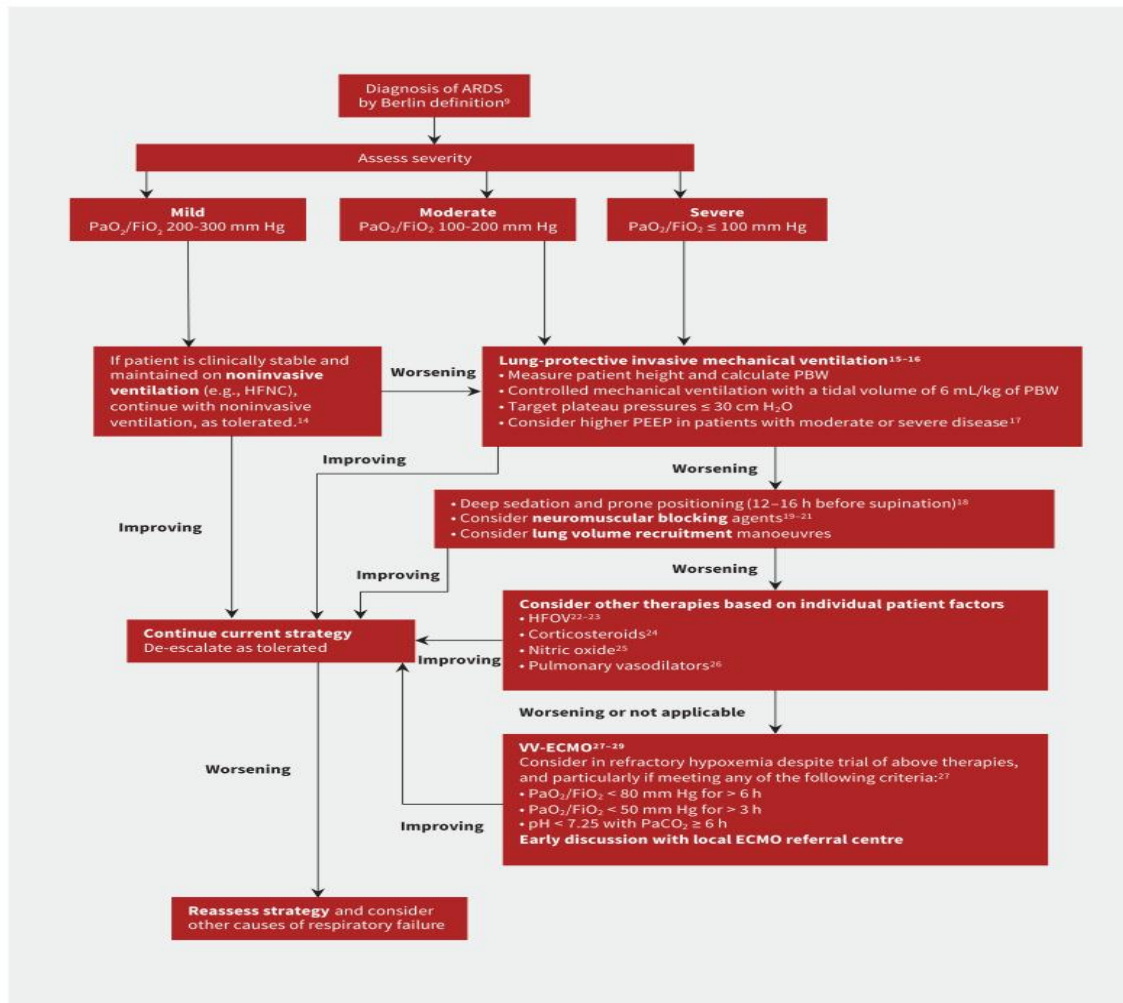 Diagnosis of ARDS
by Berlin definition⁹
Assess severity
Mild
PaO₂/FiO₂ 200-300 mm Hg
Moderate
PaO₂/FiO₂ 100-200 mm Hg
Severe
PaO₂/FiO₂ ≤ 100 mm Hg
If patient is clinically stable and
maintained on noninvasive
ventilation (e.g., HFNC),
continue with noninvasive
ventilation, as tolerated.¹⁴
Worsening
Lung-protective invasive mechanical ventilation¹⁵⁻¹⁶
• Measure patient height and calculate PBW
• Controlled mechanical ventilation with a tidal volume of 6 mL/kg of PBW
• Target plateau pressures ≤ 30 cm H₂O
• Consider higher PEEP in patients with moderate or severe disease¹⁷
Improving
Worsening
Improving
• Deep sedation and prone positioning (12–16 h before supination)¹⁸
• Consider neuromuscular blocking agents¹⁹⁻²¹
• Consider lung volume recruitment manoeuvres
Improving
Worsening
Continue current strategy
De-escalate as tolerated
Improving
Consider other therapies based on individual patient factors
• HFOV²²⁻²³
• Corticosteroids²⁴
• Nitric oxide²⁵
• Pulmonary vasodilators²⁶
Worsening or not applicable
Worsening
Improving
VV-ECMO²⁷⁻²⁹
Consider in refractory hypoxemia despite trial of above therapies,
and particularly if meeting any of the following criteria:²⁷
• PaO₂/FiO₂ < 80 mm Hg for > 6 h
• PaO₂/FiO₂ < 50 mm Hg for > 3 h
• pH < 7.25 with PaCO₂ ≥ 6 h
Early discussion with local ECMO referral centre
Reassess strategy and consider
other causes of respiratory failure